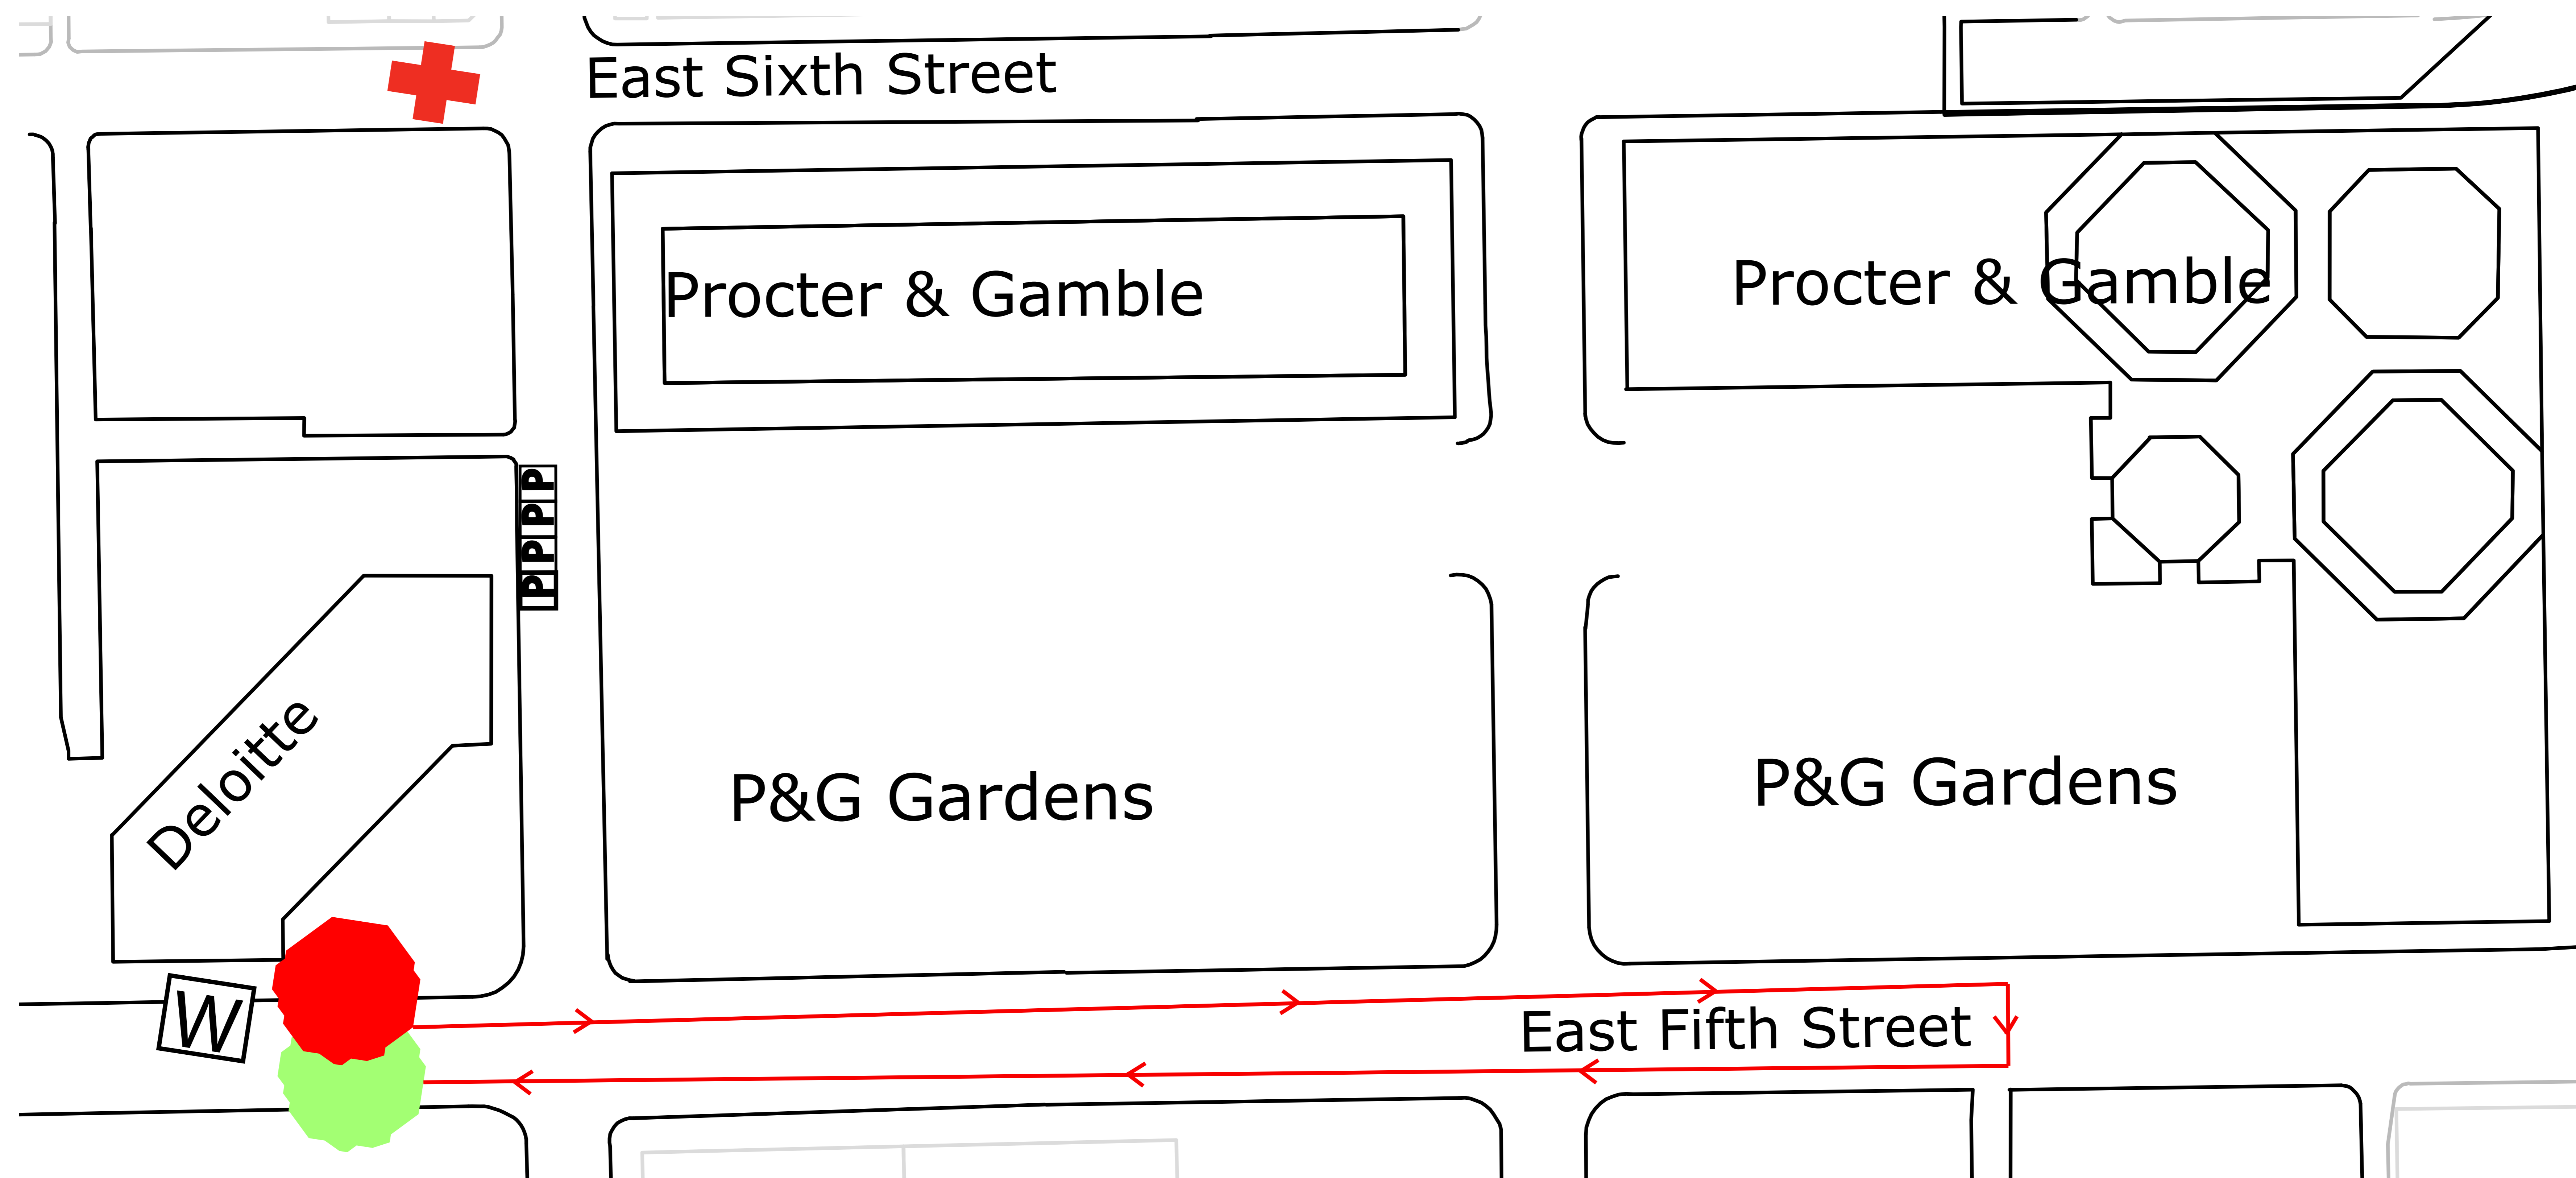 East Sixth Street
Procter & Gamble
Procter & Gamble
P
P
P
P
Deloitte
P&G Gardens
P&G Gardens
W
East Fifth Street